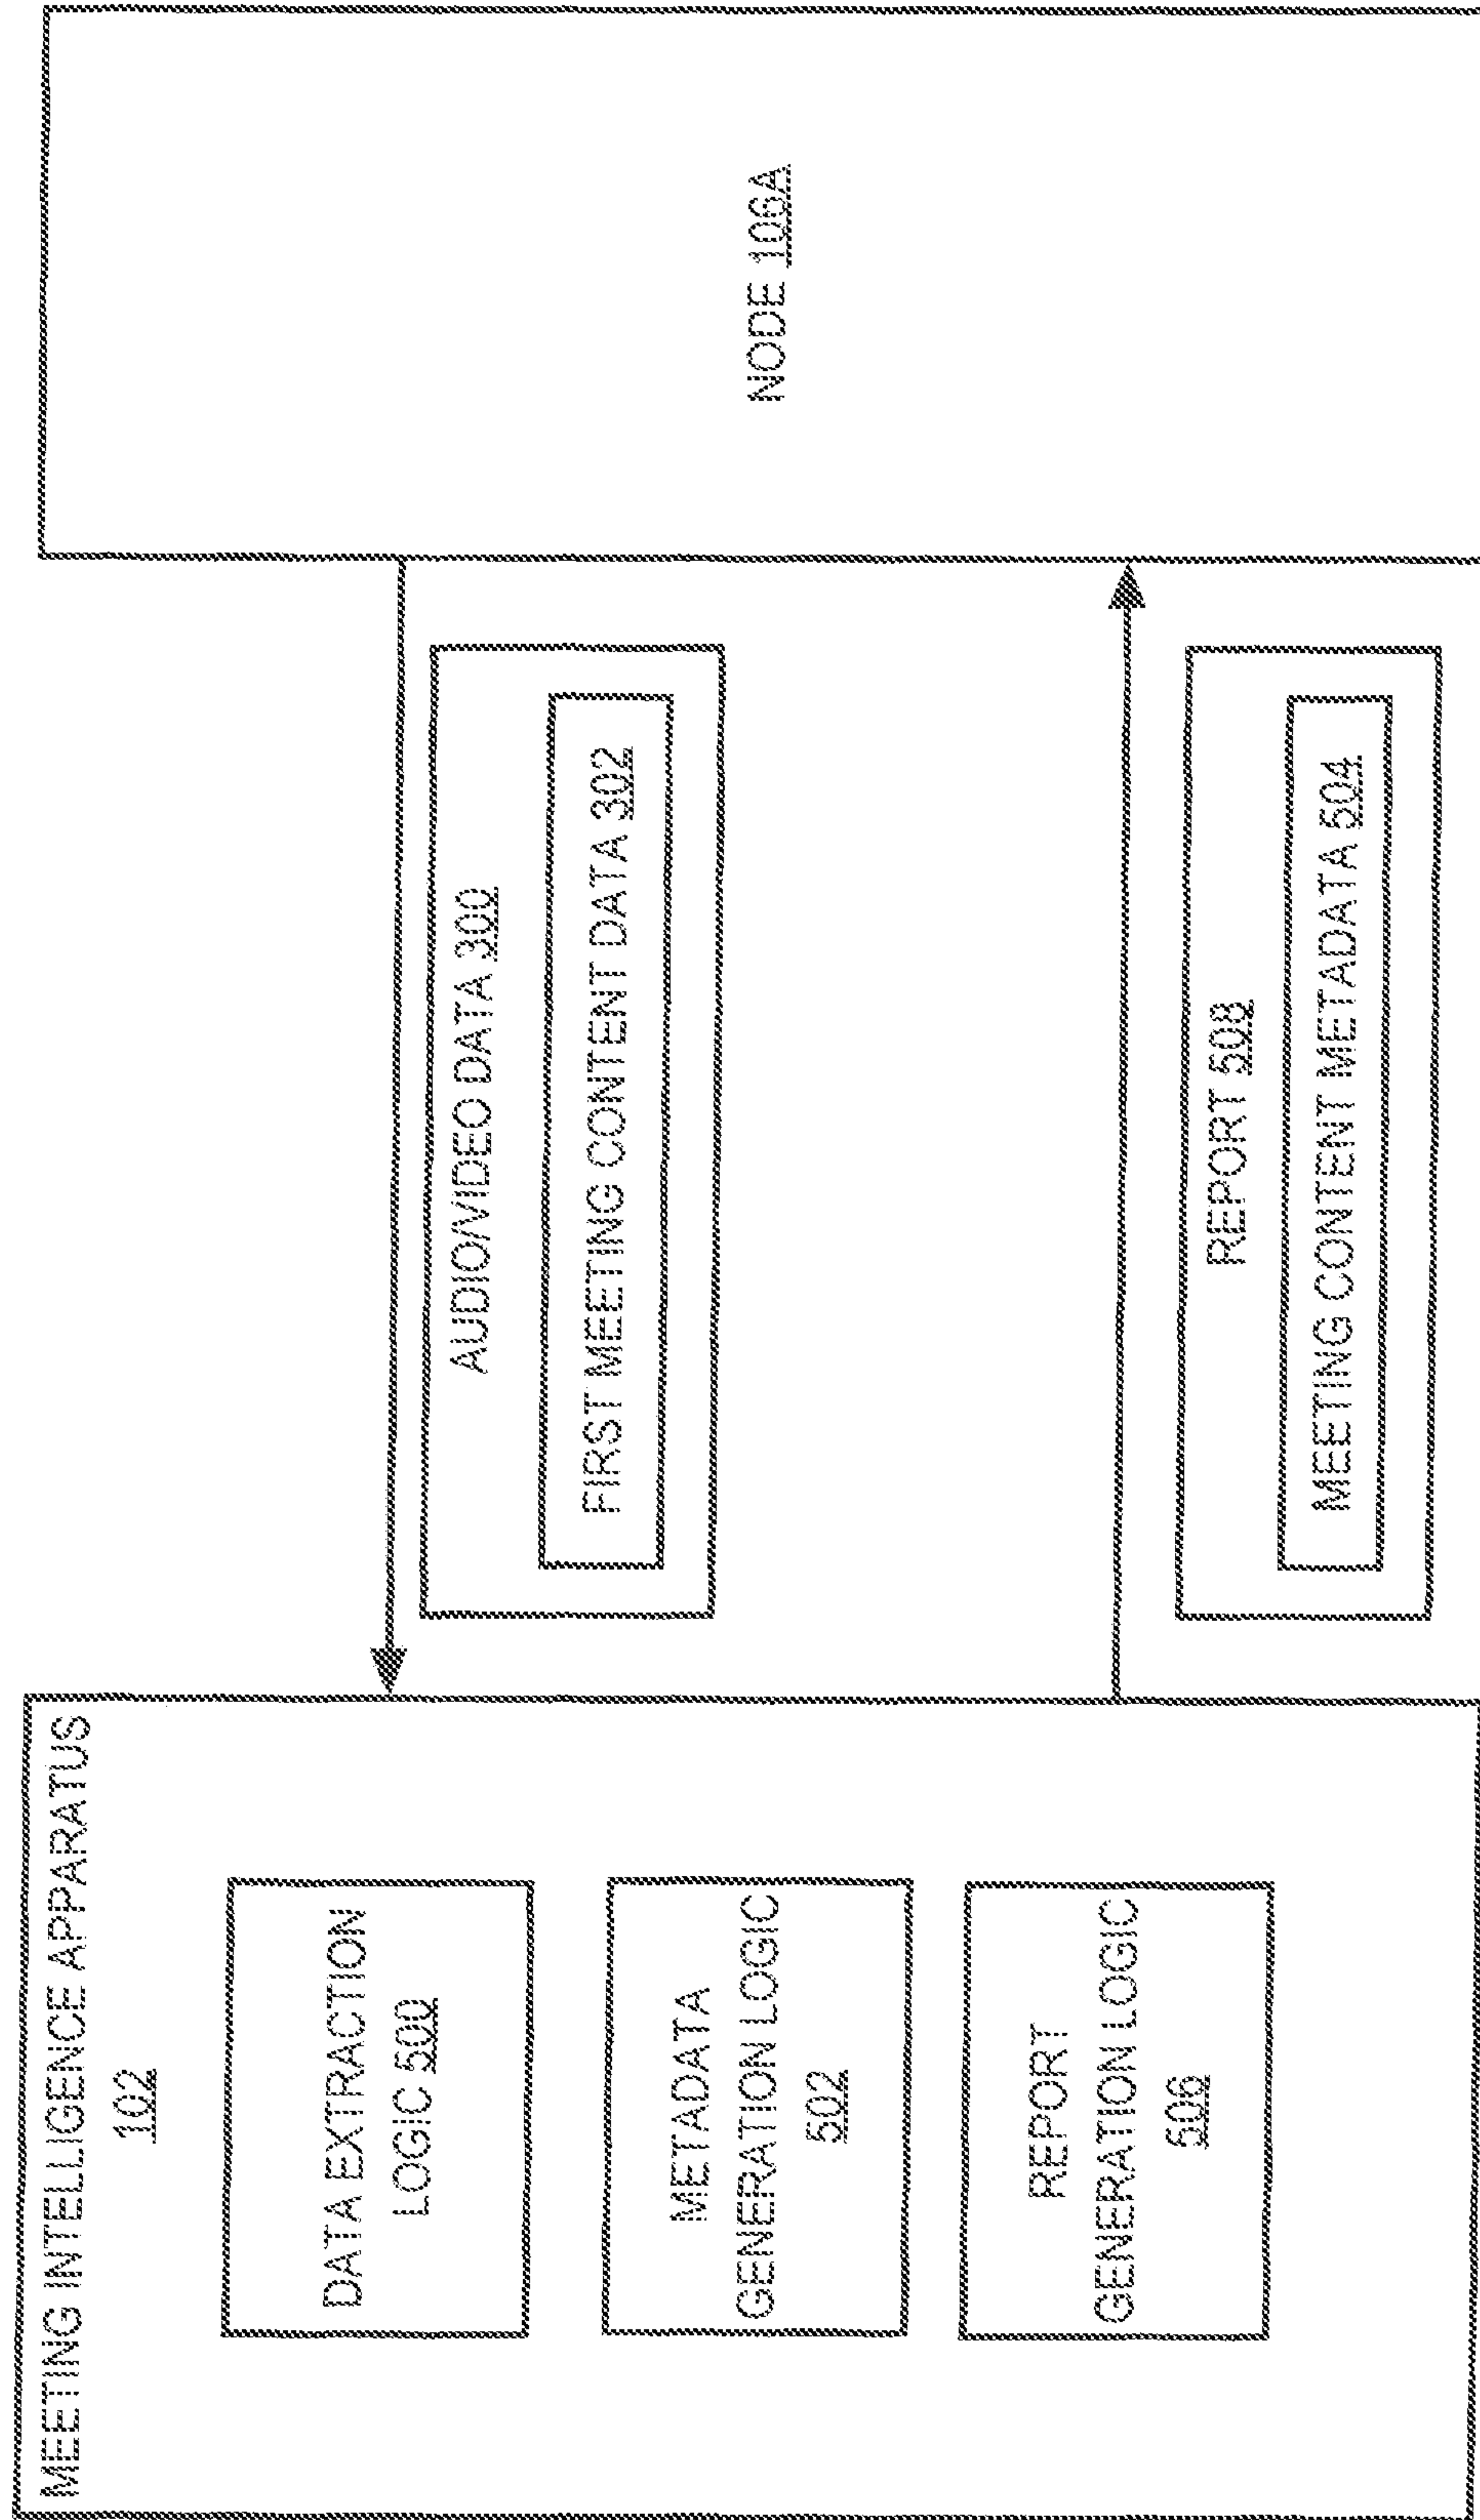 MEETING INTELLIGENCE APPARATUS
102
DATA EXTRACTION
LOGIC 500
METADATA
GENERATION LOGIC
502
REPORT
GENERATION LOGIC
506
AUDIO/VIDEO DATA 300
FIRST MEETING CONTENT DATA 302
REPORT 508
MEETING CONTENT METADATA 504
NODE 106A